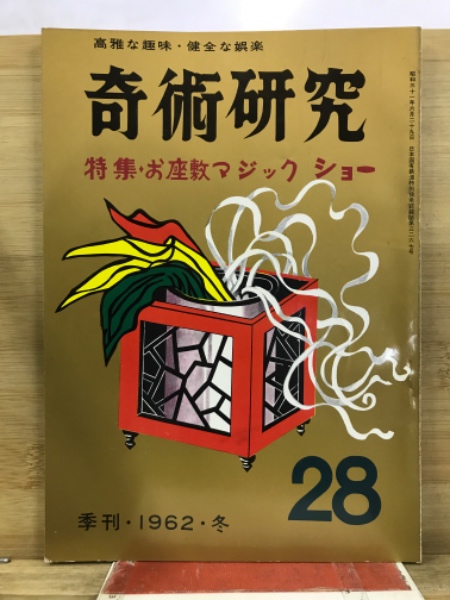 高雅な趣味・健全な娯楽
奇術研究
特集・お座敷マジック ショー
28
季刊・1962・冬